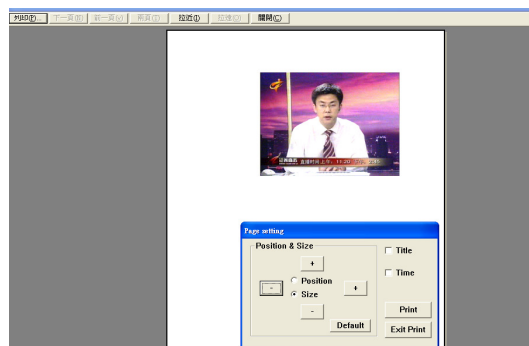 列印(P)... 下一頁(N) 前一頁(V) 兩頁(T) 拉近(I) 拉遠(O) 關閉(C)
Page setting
Position & Size
+
Title
Position
Time
-
+
Size
-
Print
Default
Exit Print